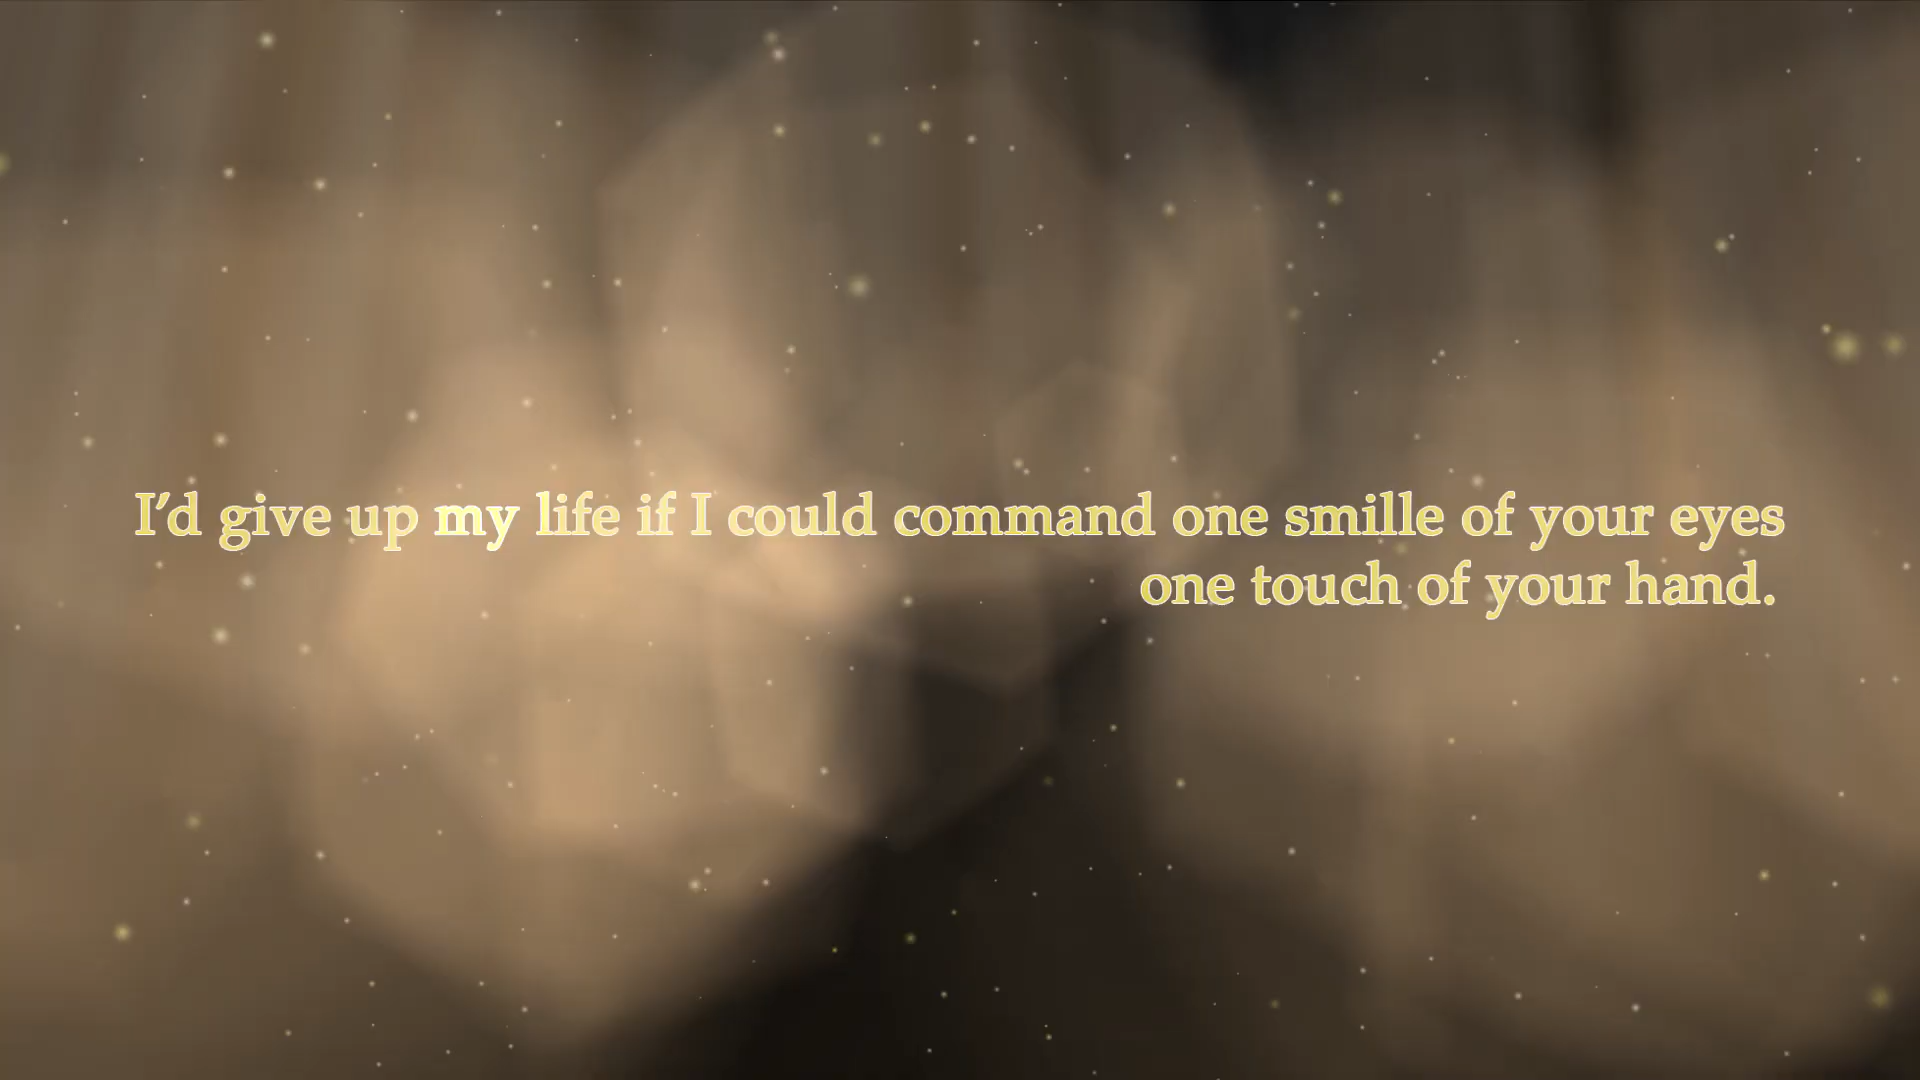 I’d give up my life if I could command one smille of your eyes
one touch of your hand.